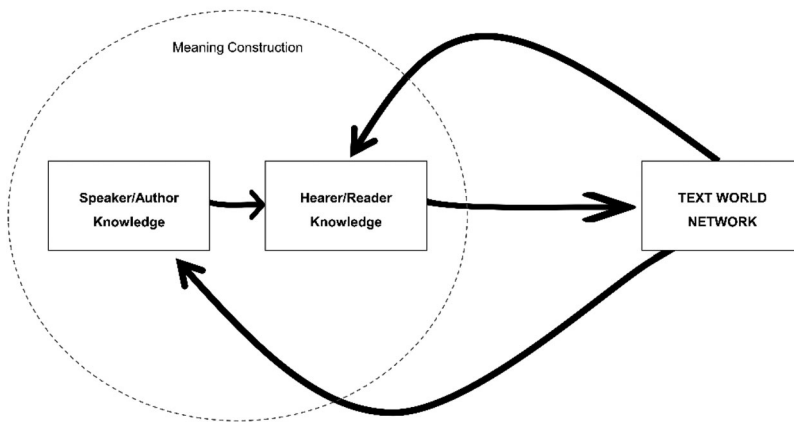 Meaning Construction
Speaker/Author
Knowledge
Hearer/Reader
Knowledge
TEXT WORLD
NETWORK